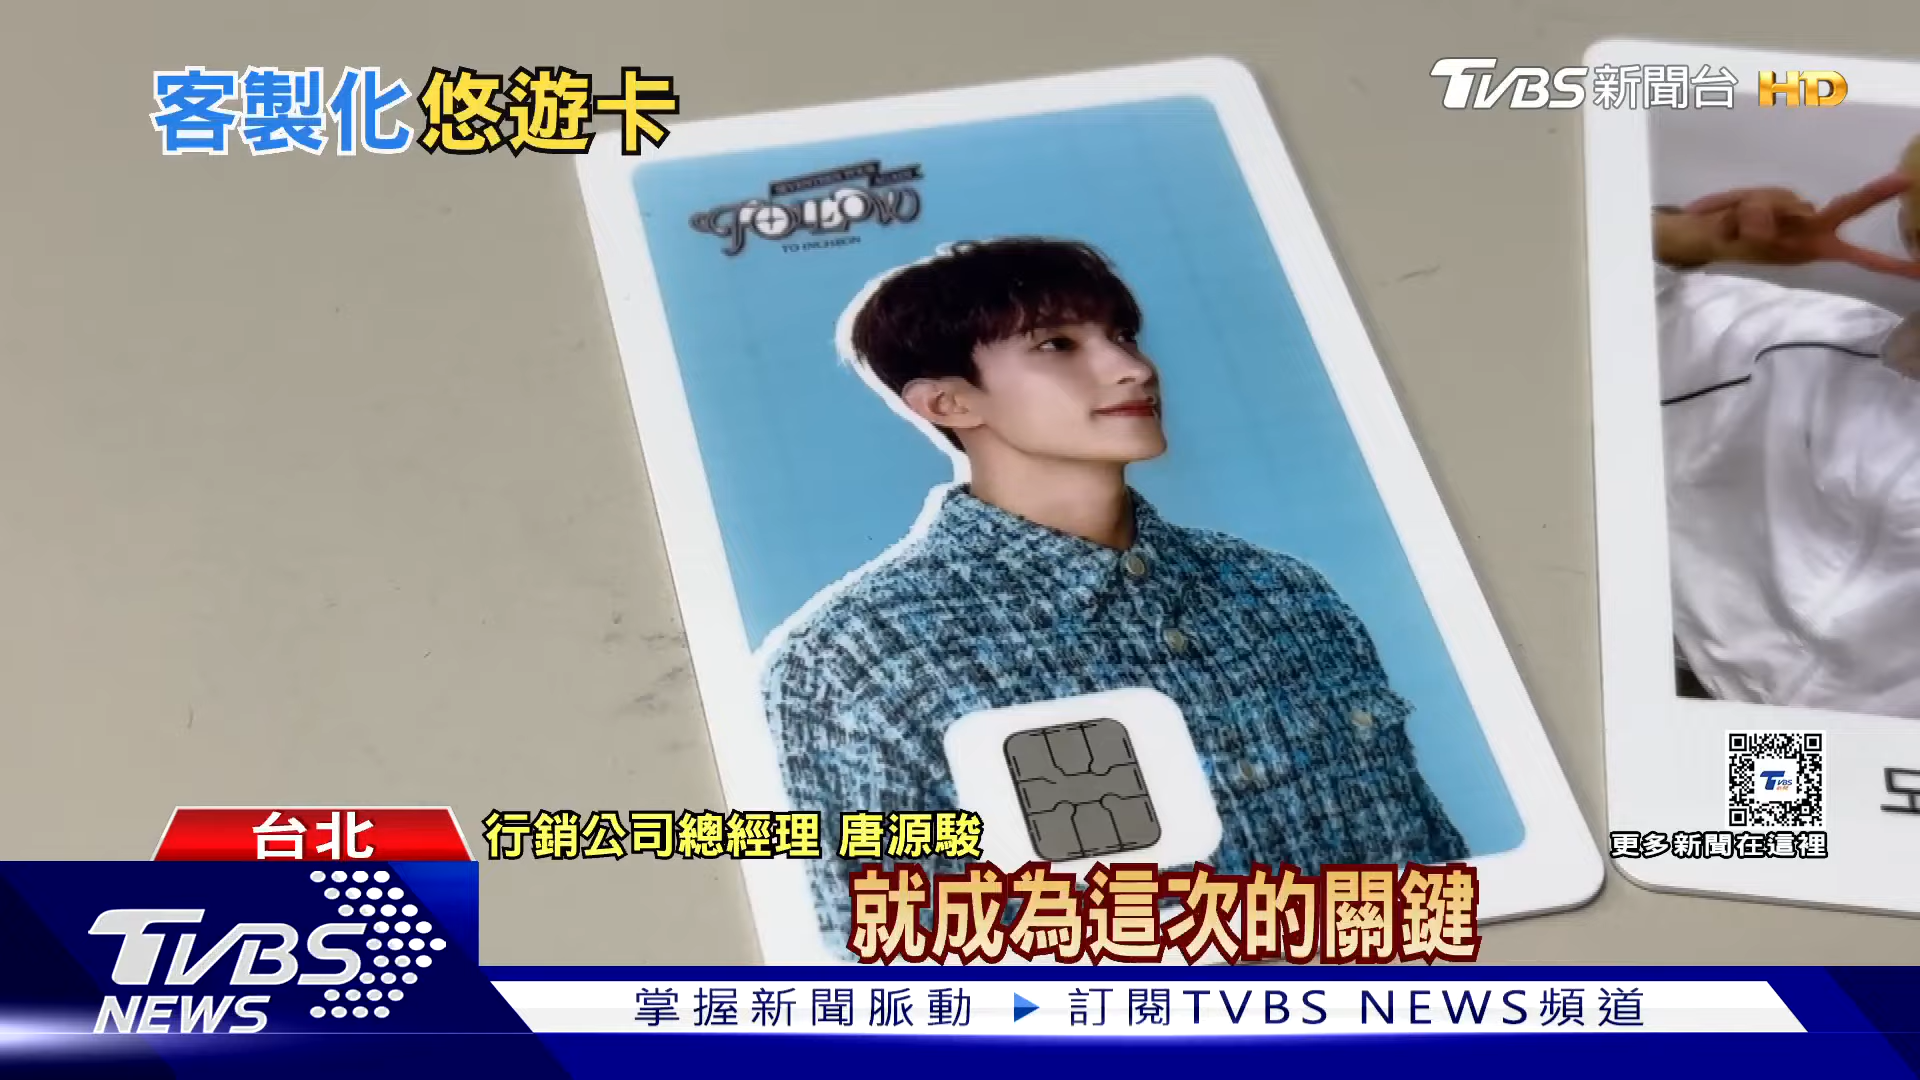 客製化悠遊卡
TVBS新聞台 HD
SEVENTEEN TOUR
AGAIN
FOLLOW
TO INCHEON
更多新聞在這裡
台北
行銷公司總經理 唐源駿
就成為這次的關鍵
TVBS
NEWS
掌握新聞脈動 ▶ 訂閱TVBS NEWS頻道